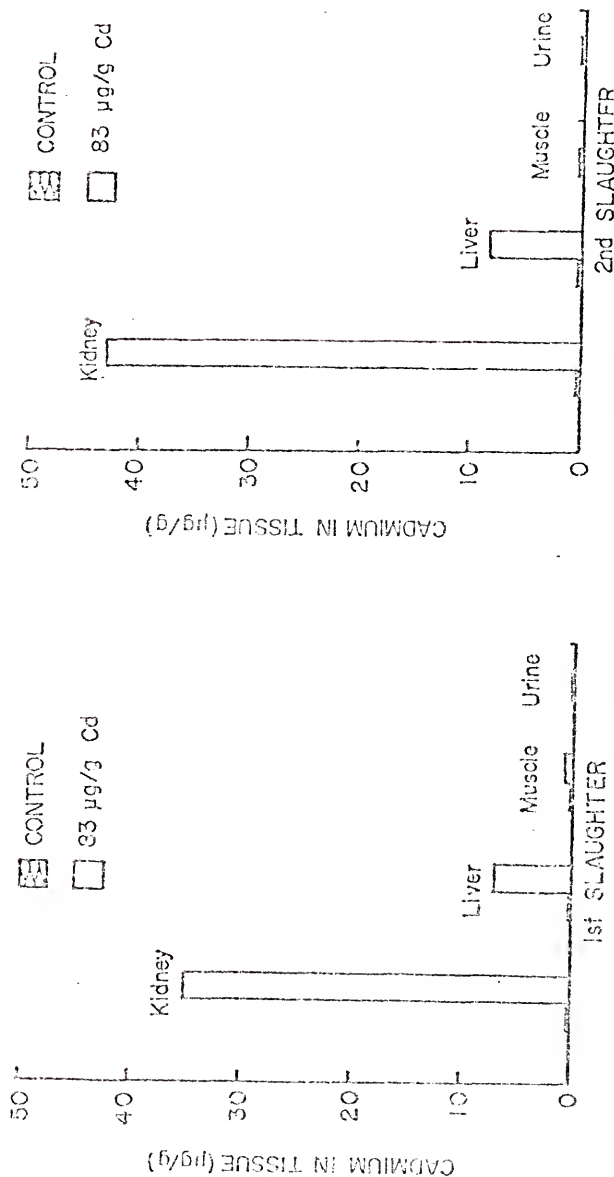 CADMIUM IN TISSUE (µg/g)
50
40
30
20
10
0
CONTROL
83 µg/g Cd
Kidney
Liver
Muscle
Urine
1st SLAUGHTER
CADMIUM IN TISSUE (µg/g)
50
40
30
20
10
0
CONTROL
83 µg/g Cd
Kidney
Liver
Muscle
Urine
2nd SLAUGHTER